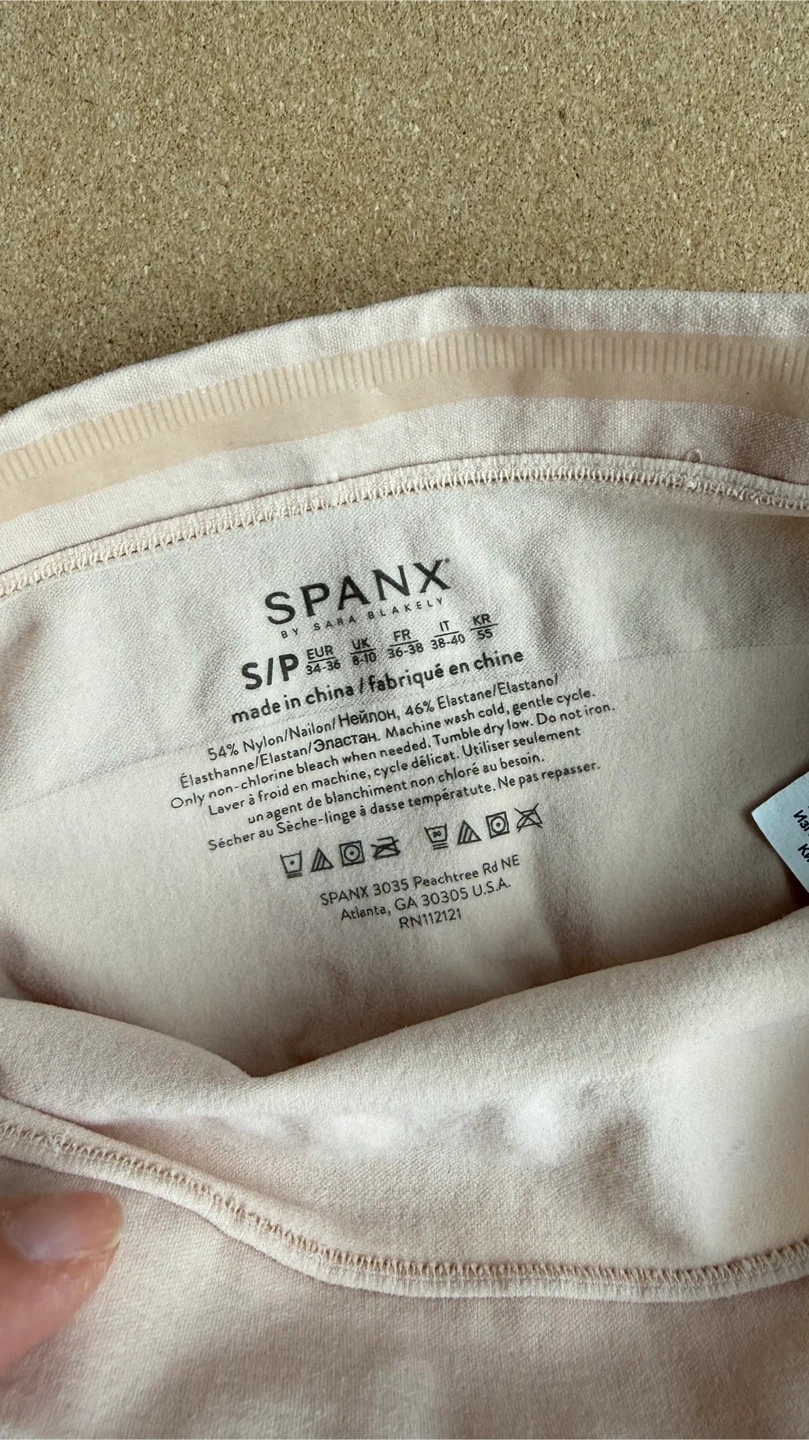 SPANX®
BY SARA BLAKELY
S/P EUR 34-36 UK 8-10 FR 36-38 IT 38-40 KR 55
made in china / fabriqué en chine
54% Nylon/Nailon/Нейлон, 46% Elastane/Elastano/
Élasthanne/Elastan/Эластан. Machine wash cold, gentle cycle.
Only non-chlorine bleach when needed. Tumble dry low. Do not iron.
Laver à froid en machine, cycle délicat. Utiliser seulement
un agent de blanchiment non chloré au besoin.
Sécher au Sèche-linge à dasse températute. Ne pas repasser.
SPANX 3035 Peachtree Rd NE
Atlanta, GA 30305 U.S.A.
RN112121